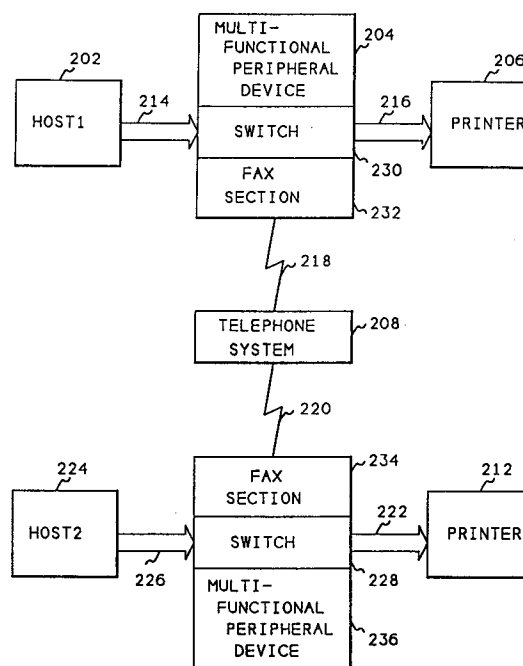 MULTI-
FUNCTIONAL
PERIPHERAL
DEVICE
204
202
206
HOST1
214
216
PRINTER
SWITCH
230
FAX
SECTION
232
218
TELEPHONE
SYSTEM
208
220
234
224
212
FAX
SECTION
HOST2
222
PRINTER
SWITCH
226
228
MULTI-
FUNCTIONAL
PERIPHERAL
DEVICE
236